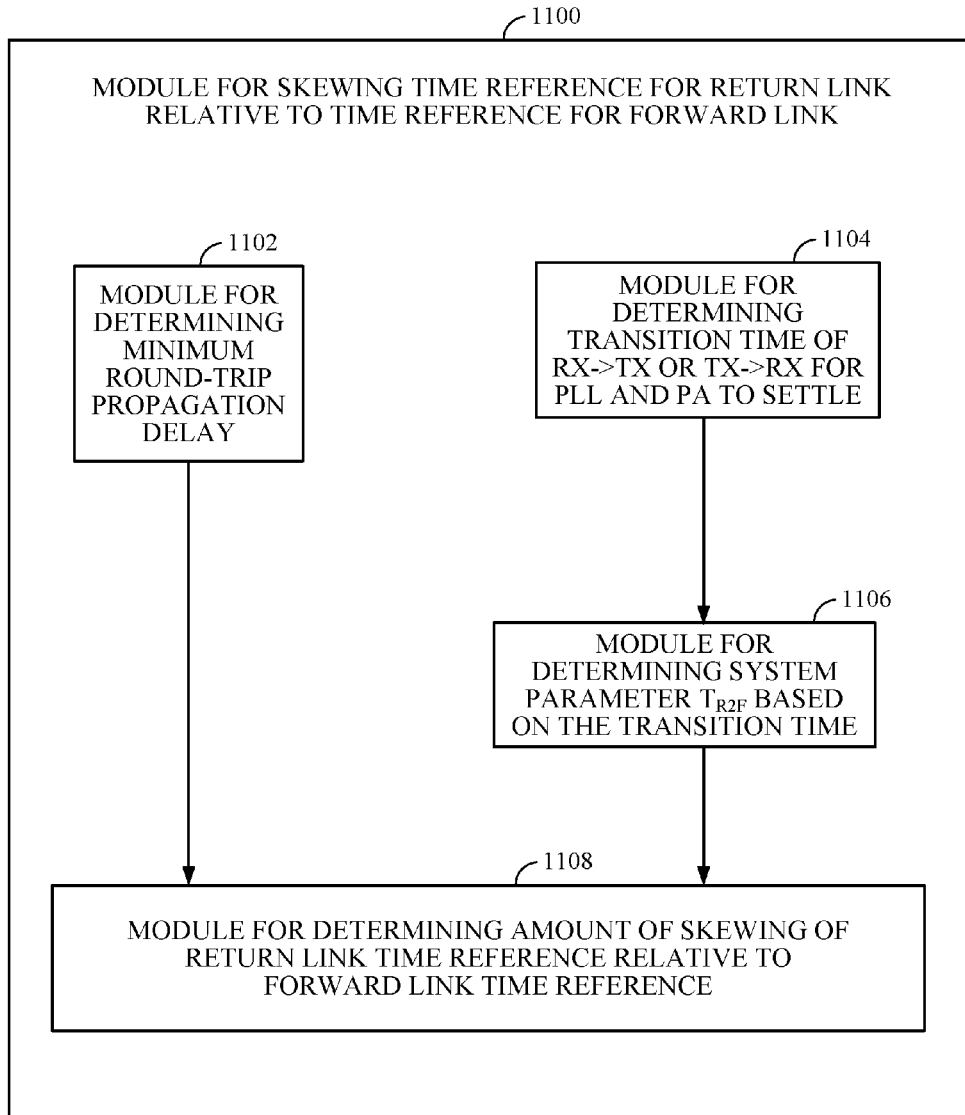 1100
MODULE FOR SKEWING TIME REFERENCE FOR RETURN LINK
RELATIVE TO TIME REFERENCE FOR FORWARD LINK
1102
MODULE FOR
DETERMINING
MINIMUM
ROUND-TRIP
PROPAGATION
DELAY
1104
MODULE FOR
DETERMINING
TRANSITION TIME OF
RX->TX OR TX->RX FOR
PLL AND PA TO SETTLE
1106
MODULE FOR
DETERMINING SYSTEM
PARAMETER TR2F BASED
ON THE TRANSITION TIME
1108
MODULE FOR DETERMINING AMOUNT OF SKEWING OF
RETURN LINK TIME REFERENCE RELATIVE TO
FORWARD LINK TIME REFERENCE